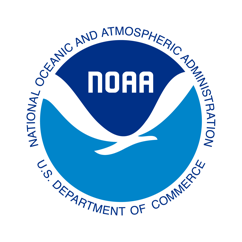 NATIONAL OCEANIC AND ATMOSPHERIC ADMINISTRATION
NOAA
U.S. DEPARTMENT OF COMMERCE